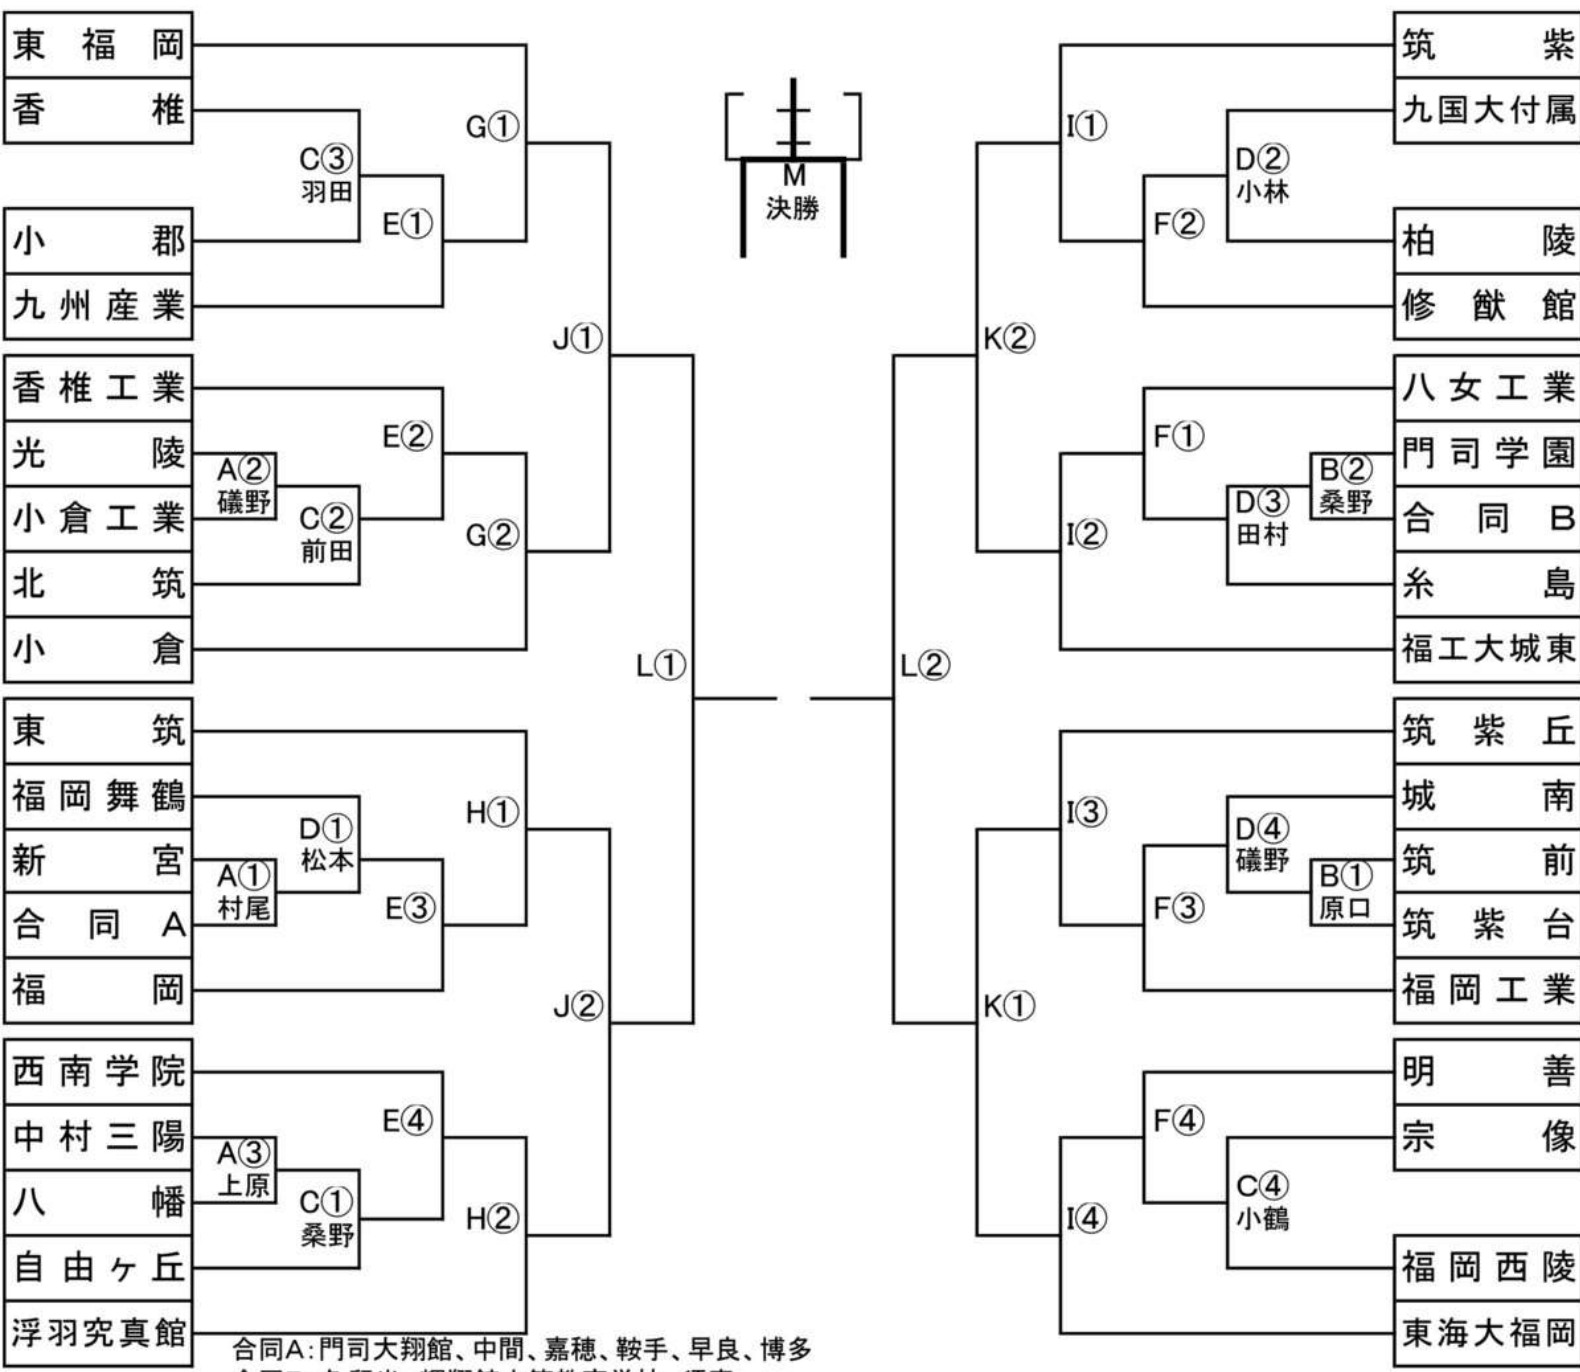 東福岡
香椎
小郡
九州産業
香椎工業
光陵
小倉工業
北筑
小倉
東筑
福岡舞鶴
新宮
合同A
福岡
西南学院
中村三陽
八幡
自由ヶ丘
浮羽究真館
A②
礒野
A①
村尾
A③
上原
C③
羽田
C②
前田
D①
松本
C①
桑野
E①
E②
E③
E④
G①
G②
H①
H②
J①
J②
L①
M
決勝
L②
K②
K①
I①
I②
I③
I④
F②
F①
F③
F④
D②
小林
D③
田村
D④
礒野
C④
小鶴
B②
桑野
B①
原口
筑紫
九国大付属
柏陵
修猷館
八女工業
門司学園
合同B
糸島
福工大城東
筑紫丘
城南
筑前
筑紫台
福岡工業
明善
宗像
福岡西陵
東海大福岡
合同A:門司大翔館、中間、嘉穂、鞍手、早良、博多